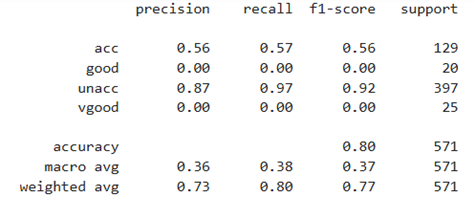 precision recall f1-score support
acc 0.56 0.57 0.56 129
good 0.00 0.00 0.00 20
unacc 0.87 0.97 0.92 397
vgood 0.00 0.00 0.00 25
accuracy 0.80 571
macro avg 0.36 0.38 0.37 571
weighted avg 0.73 0.80 0.77 571